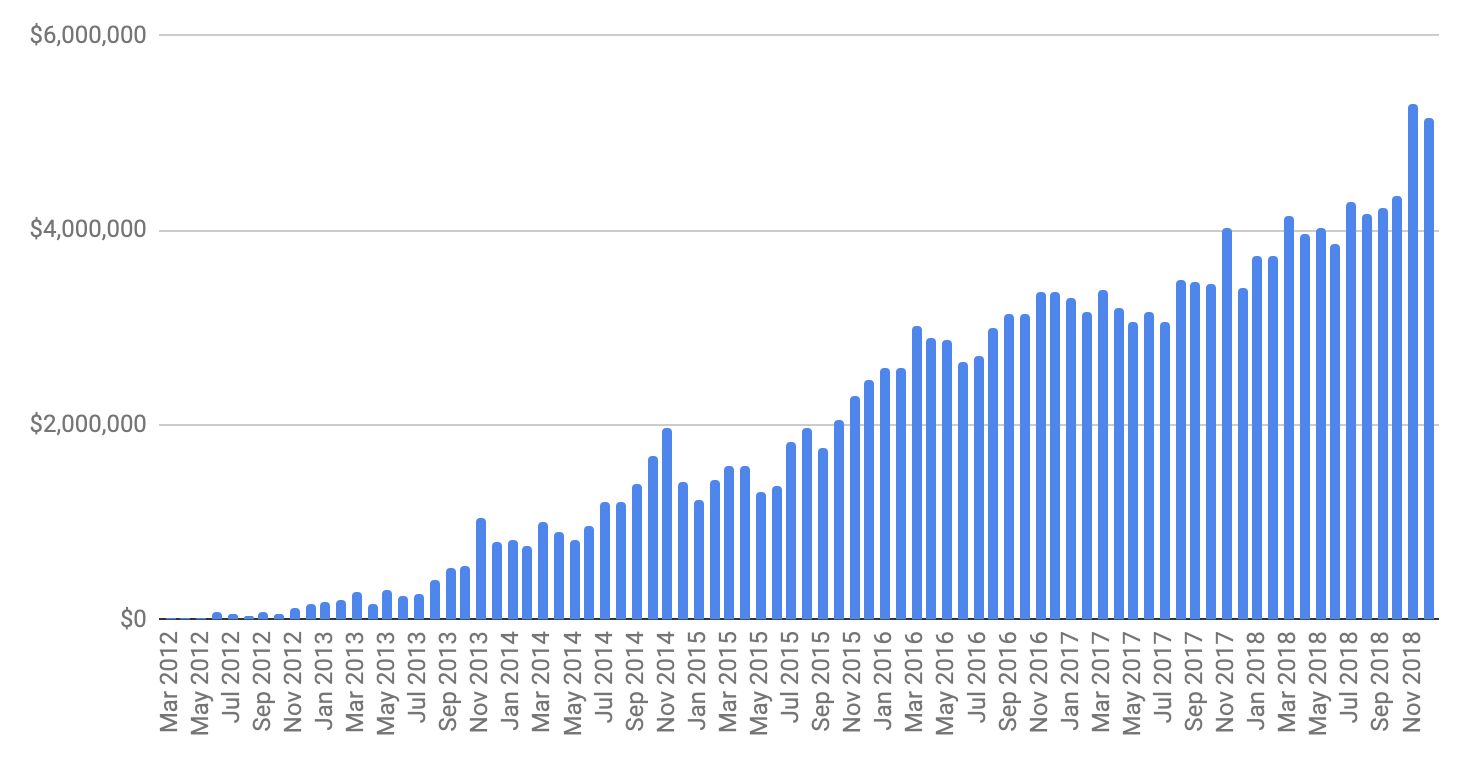 $6,000,000
$4,000,000
$2,000,000
$0
Mar 2012
May 2012
Jul 2012
Sep 2012
Nov 2012
Jan 2013
Mar 2013
May 2013
Jul 2013
Sep 2013
Nov 2013
Jan 2014
Mar 2014
May 2014
Jul 2014
Sep 2014
Nov 2014
Jan 2015
Mar 2015
May 2015
Jul 2015
Sep 2015
Nov 2015
Jan 2016
Mar 2016
May 2016
Jul 2016
Sep 2016
Nov 2016
Jan 2017
Mar 2017
May 2017
Jul 2017
Sep 2017
Nov 2017
Jan 2018
Mar 2018
May 2018
Jul 2018
Sep 2018
Nov 2018